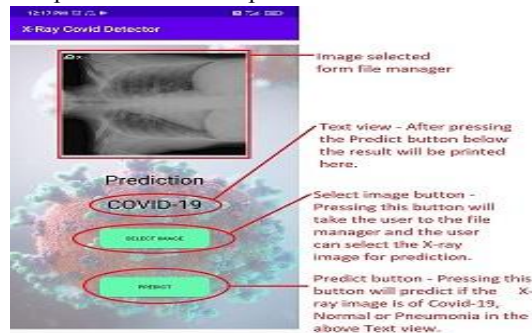 12:17 PM
X-Ray Covid Detector
Image selected
form file manager
Text view - After pressing
the Predict button below
the result will be printed
here.
Prediction
COVID-19
Select image button -
Pressing this button will
take the user to the file
manager and the user
can select the X-ray
image for prediction.
SELECT IMAGE
Predict button - Pressing this
button will predict if the X-
ray image is of Covid-19,
Normal or Pneumonia in the
above Text view.
PREDICT